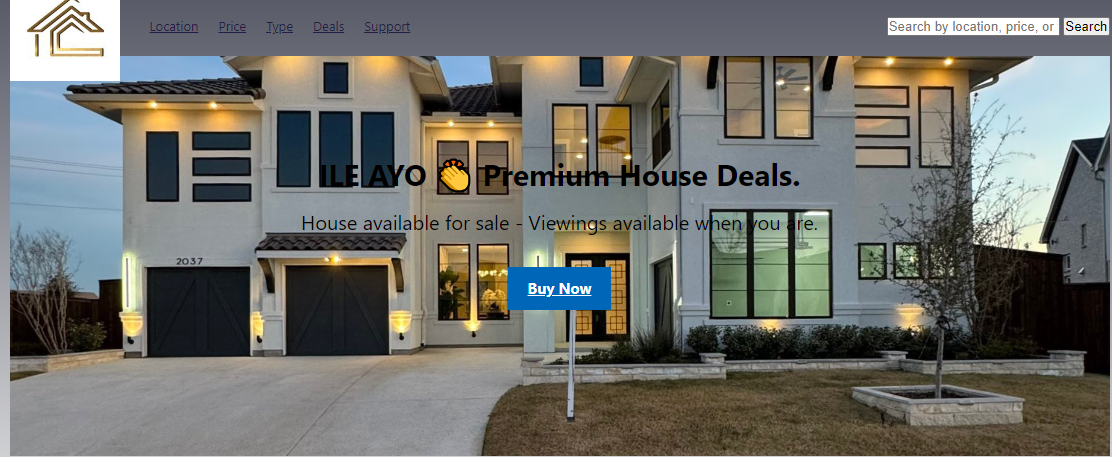 Location Price Type Deals Support
Search by location, price, or Search
ILE AYO 👏 Premium House Deals.
House available for sale - Viewings available when you are.
2037
Buy Now